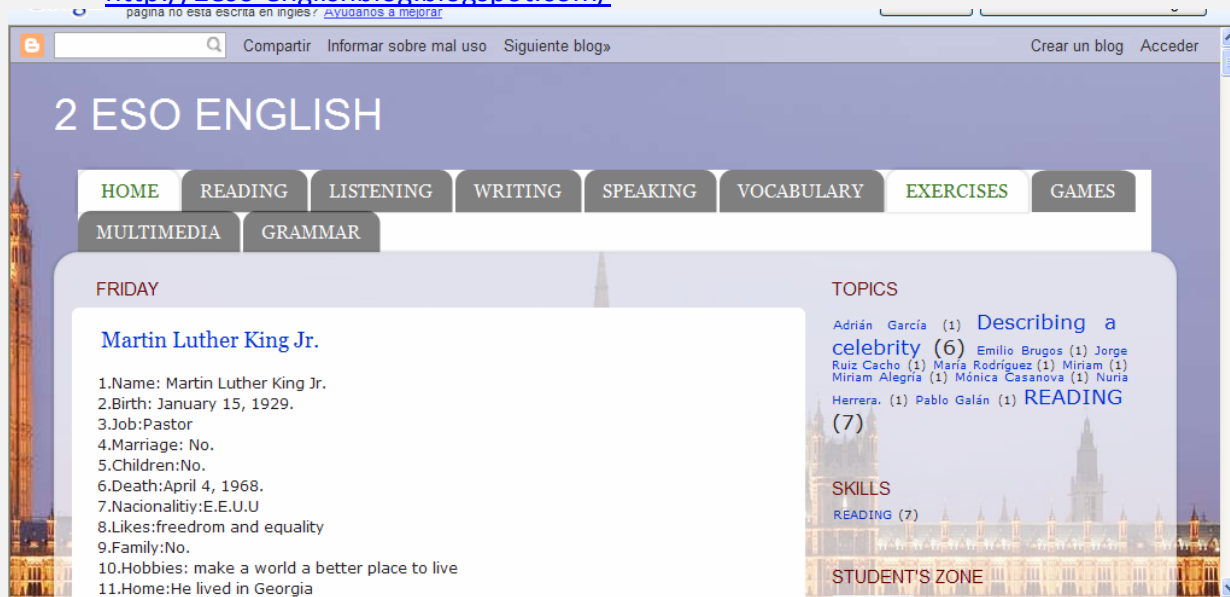 página no está escrita en inglés? Ayúdanos a mejorar
Compartir Informar sobre mal uso Siguiente blog»
Crear un blog Acceder
2 ESO ENGLISH
HOME READING LISTENING WRITING SPEAKING VOCABULARY EXERCISES GAMES
MULTIMEDIA GRAMMAR
FRIDAY
Martin Luther King Jr.
1.Name: Martin Luther King Jr.
2.Birth: January 15, 1929.
3.Job:Pastor
4.Marriage: No.
5.Children:No.
6.Death:April 4, 1968.
7.Nacionalitiy:E.E.U.U
8.Likes:freedrom and equality
9.Family:No.
10.Hobbies: make a world a better place to live
11.Home:He lived in Georgia
TOPICS
Adrián García (1) Describing a
celebrity (6) Emilio Brugos (1) Jorge
Ruiz Cacho (1) María Rodríguez (1) Miriam (1)
Miriam Alegría (1) Mónica Casanova (1) Nuria
Herrera. (1) Pablo Galán (1) READING
(7)
SKILLS
READING (7)
STUDENT'S ZONE